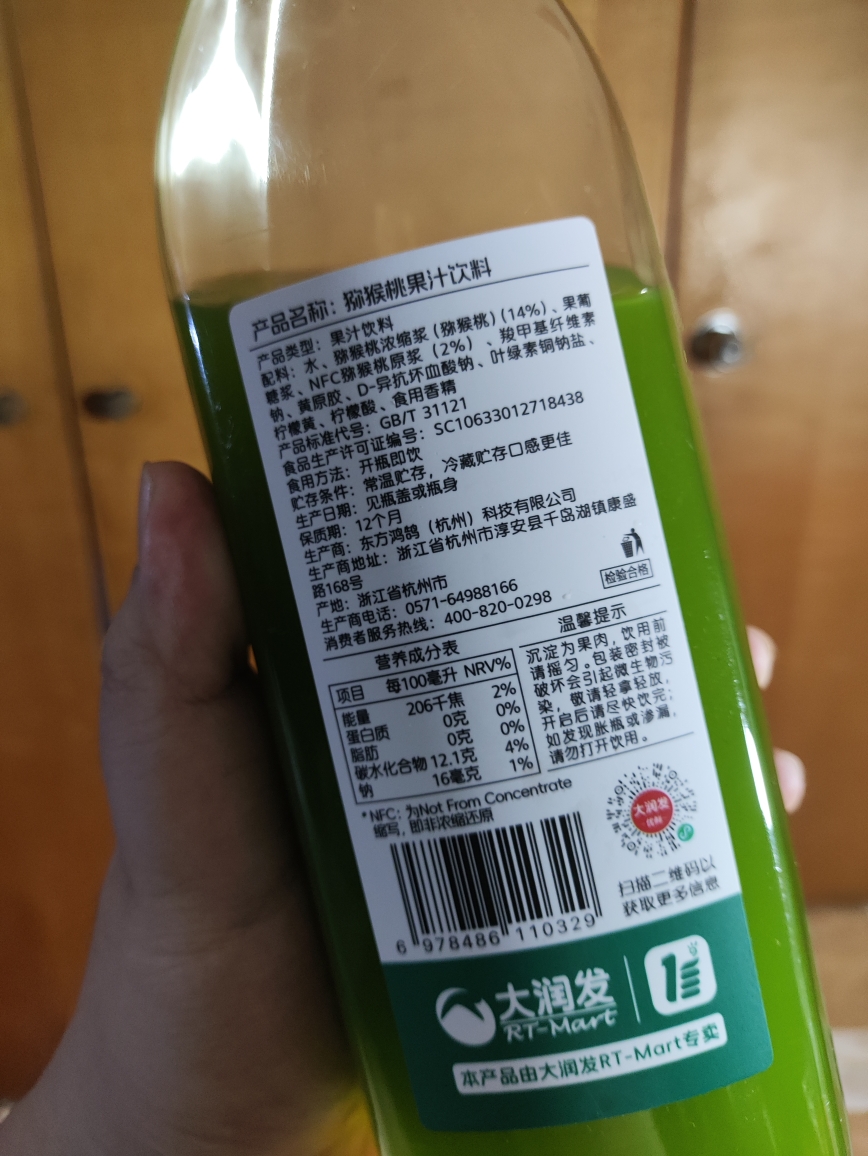 产品名称：猕猴桃果汁饮料
产品类型：果汁饮料
配料：水、猕猴桃浓缩浆（猕猴桃）(14%)、果葡
糖浆、NFC猕猴桃原浆（2%）、羧甲基纤维素
钠、黄原胶、D-异抗坏血酸钠、叶绿素铜钠盐、
柠檬黄、柠檬酸、食用香精
产品标准代号：GB/T 31121
食品生产许可证编号：SC10633012718438
食用方法：开瓶即饮
贮存条件：常温贮存，冷藏贮存口感更佳
生产日期：见瓶盖或瓶身
保质期：12个月
生产商：东方鸿鹄（杭州）科技有限公司
生产商地址：浙江省杭州市淳安县千岛湖镇康盛
路168号
产地：浙江省杭州市
生产商电话：0571-64988166
消费者服务热线：400-820-0298
检验合格
营养成分表
项目 每100毫升 NRV%
能量 206千焦 2%
蛋白质 0克 0%
脂肪 0克 0%
碳水化合物 12.1克 4%
钠 16毫克 1%
温馨提示
沉淀为果肉，饮用前
请摇匀。包装密封被
破坏会引起微生物污
染，敬请轻拿轻放，
开启后请尽快饮完；
如发现胀瓶或渗漏，
请勿打开饮用。
*NFC：为Not From Concentrate
缩写，即非浓缩还原
大润发
优鲜
扫描二维码以
获取更多信息
6 978486 110329
大润发
RT-Mart
本产品由大润发RT-Mart专卖